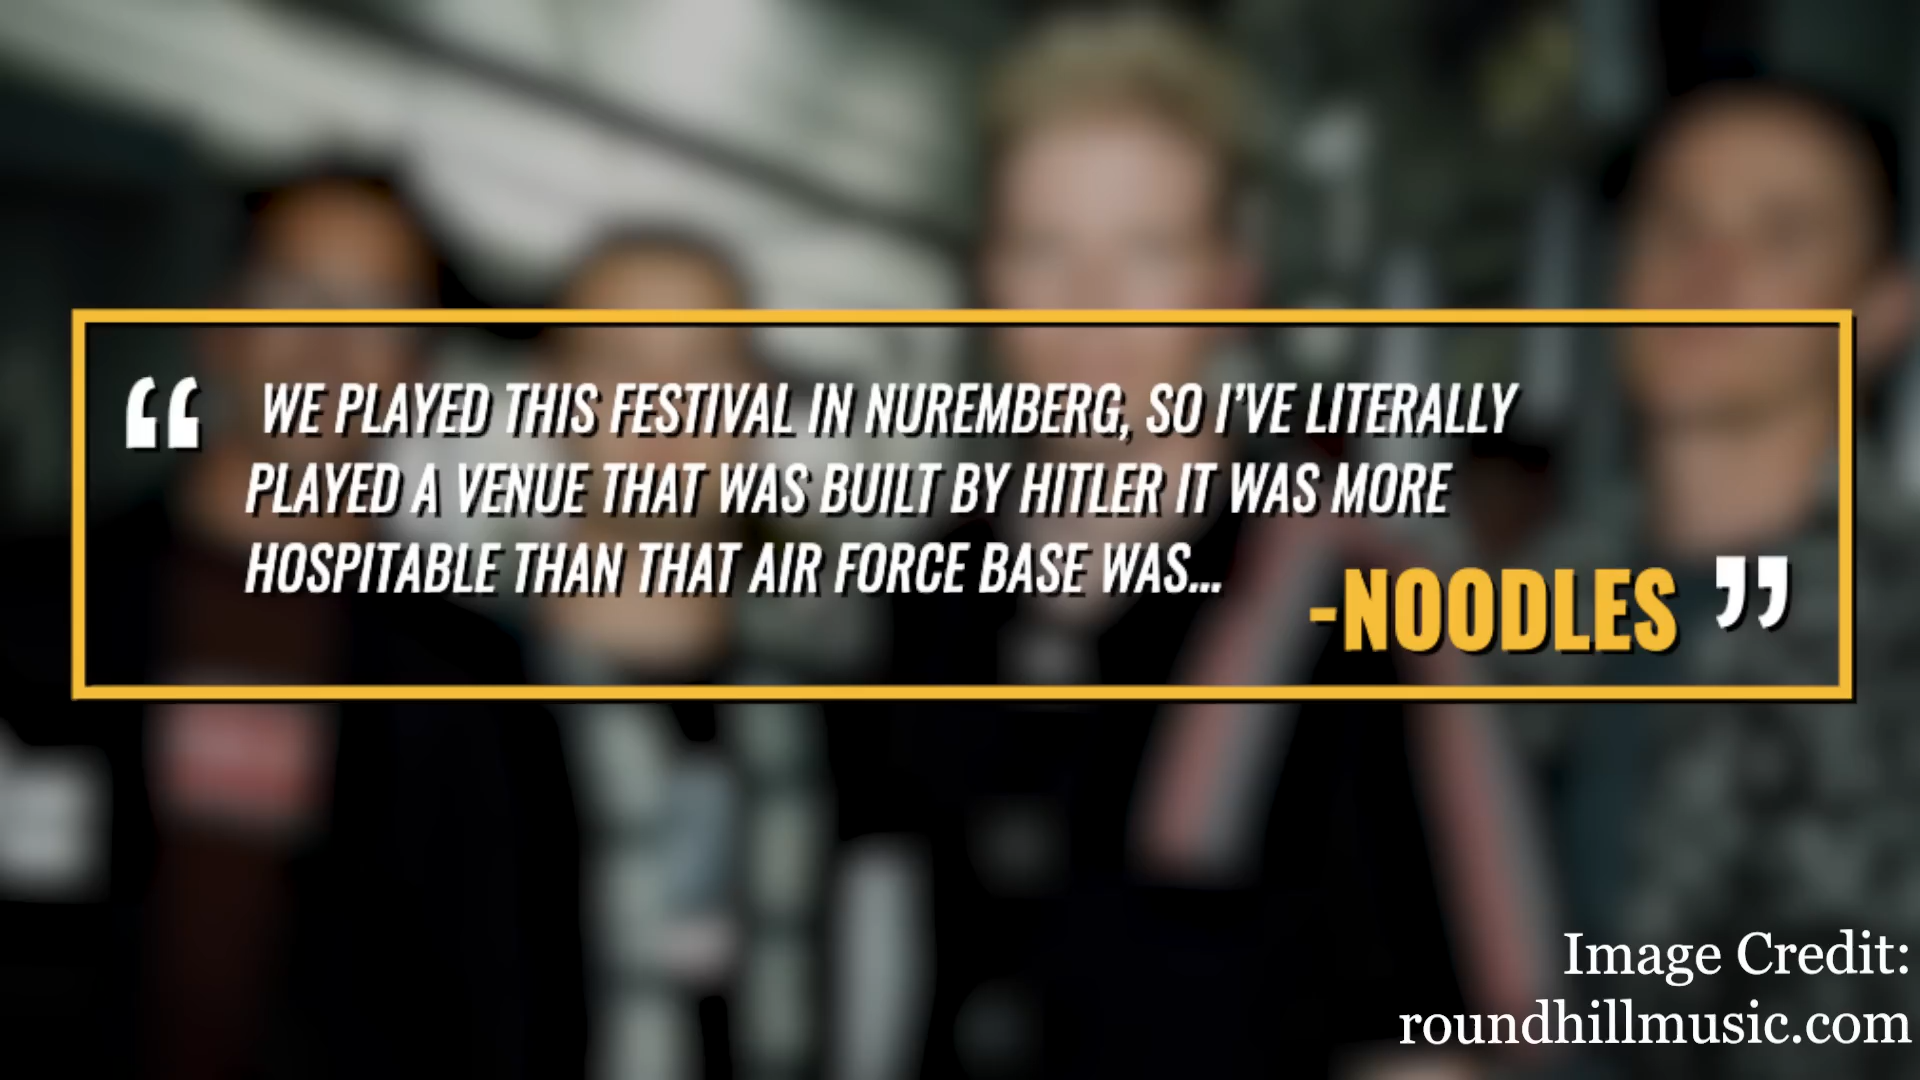 “ WE PLAYED THIS FESTIVAL IN NUREMBERG, SO I’VE LITERALLY
PLAYED A VENUE THAT WAS BUILT BY HITLER IT WAS MORE
HOSPITABLE THAN THAT AIR FORCE BASE WAS...
-NOODLES ”
Image Credit:
roundhillmusic.com